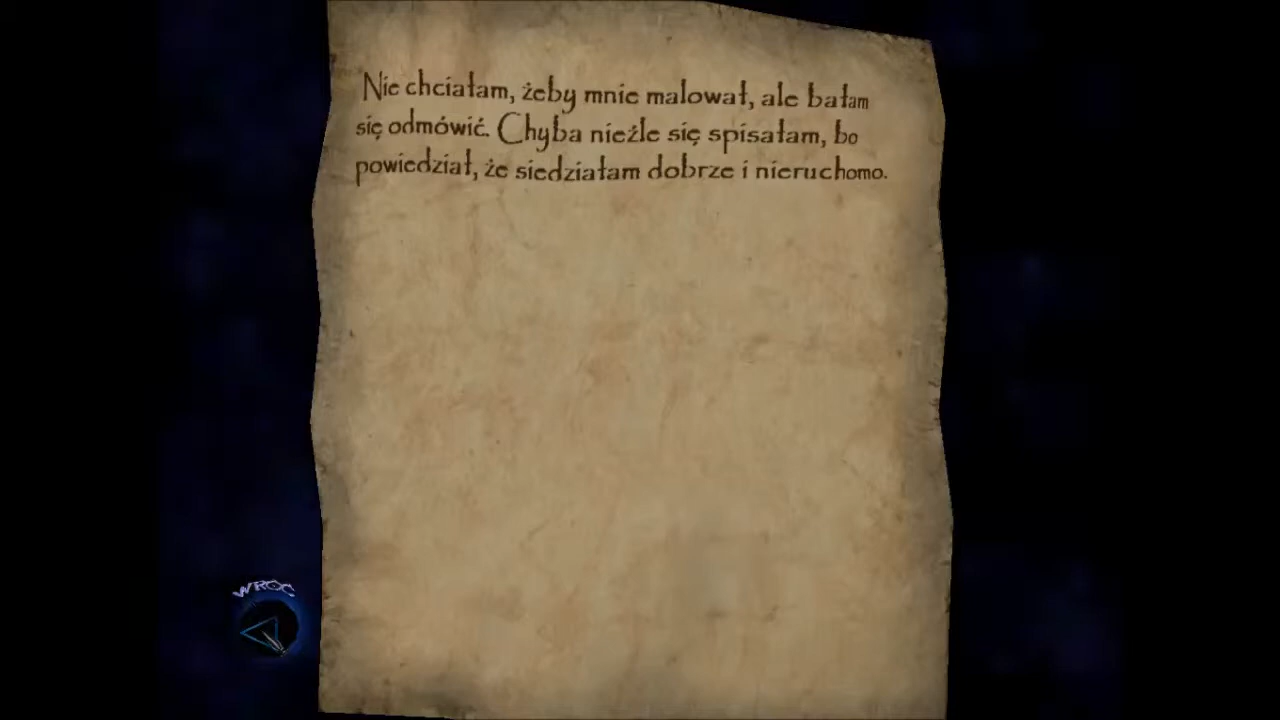 Nie chciałam, żeby mnie malował, ale bałam
się odmówić. Chyba nieźle się spisałam, bo
powiedział, że siedziałam dobrze i nieruchomo.
WRÓĆ